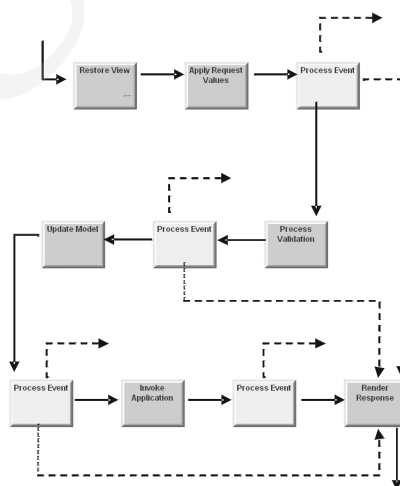 Restore View
...
Apply Request
Values
Process Event
Update Model
Process Event
Process
Validation
Process Event
Invoke
Application
Process Event
Render
Response